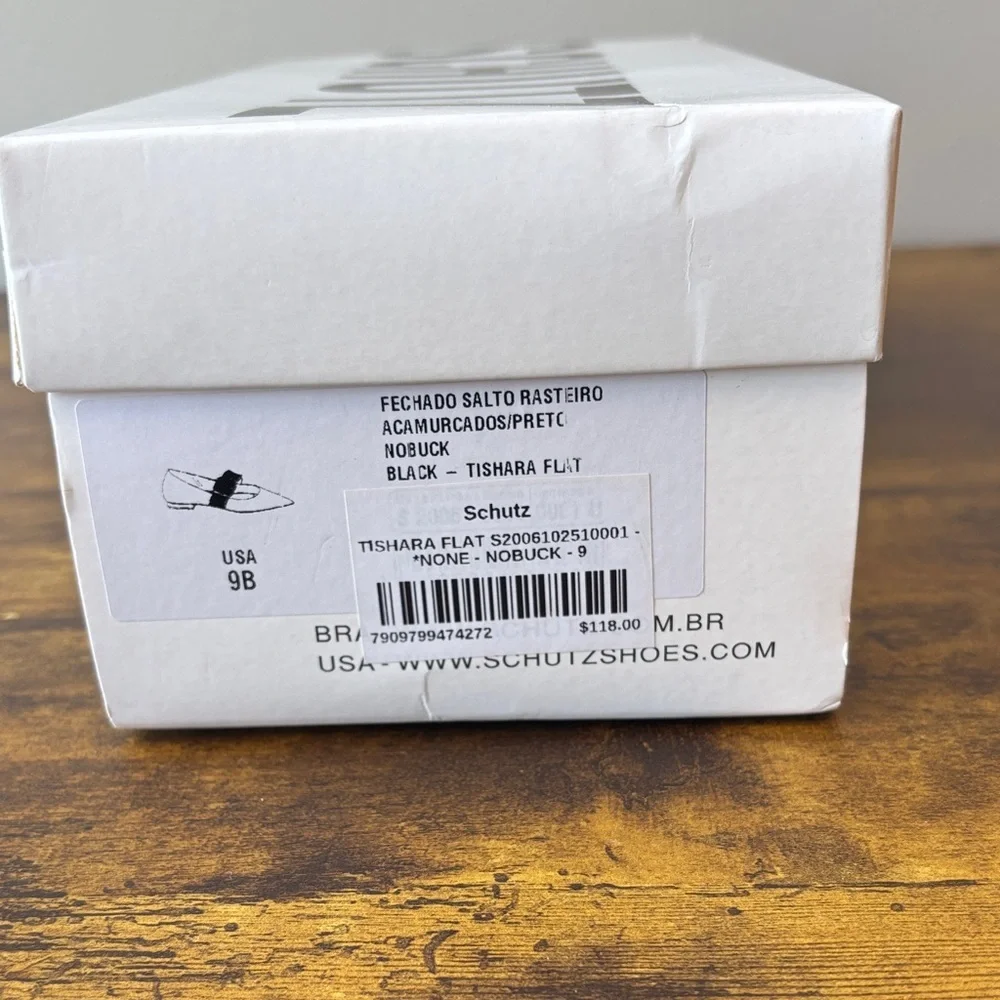 FECHADO SALTO RASTEIRO
ACAMURCADOS/PRETO
NOBUCK
BLACK - TISHARA FLAT
USA
9B
Schutz
TISHARA FLAT S2006102510001 -
*NONE - NOBUCK - 9
7909799474272
$118.00
BRA M.BR
USA - WWW.SCHUTZSHOES.COM